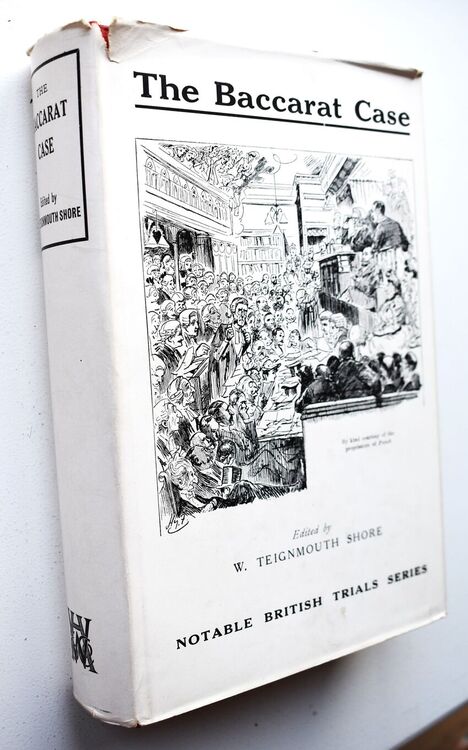 THE
BACCARAT
CASE
Edited by
TEIGNMOUTH SHORE
The Baccarat Case
By kind courtesy of the
proprietors of Punch
Edited by
W. TEIGNMOUTH SHORE
NOTABLE BRITISH TRIALS SERIES